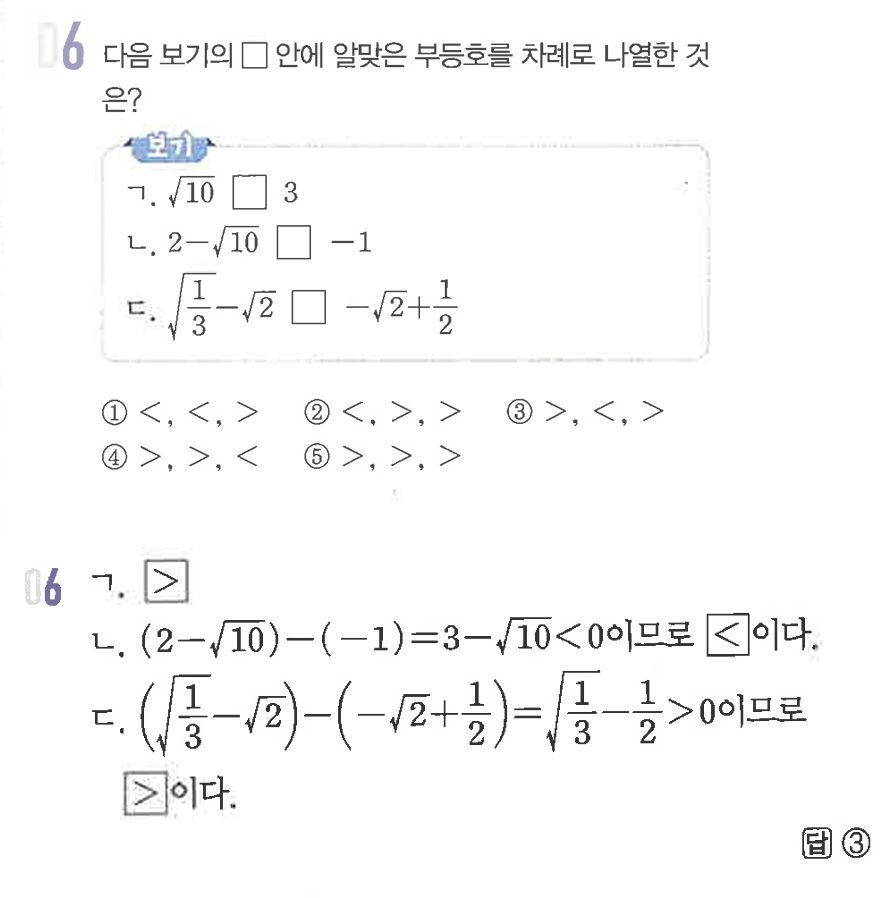 06 다음 보기의 □ 안에 알맞은 부등호를 차례로 나열한 것
은?
보기
ㄱ. √10 □ 3
ㄴ. 2-√10 □ -1
ㄷ. √(1/3)-√2 □ -√2+1/2
① <, <, > ② <, >, > ③ >, <, >
④ >, >, < ⑤ >, >, >
06 ㄱ. >
ㄴ. (2-√10)-(-1)=3-√10<0이므로 <이다.
ㄷ. (√(1/3)-√2)-(-√2+1/2)=√(1/3)-1/2>0이므로
>이다.
답 ③